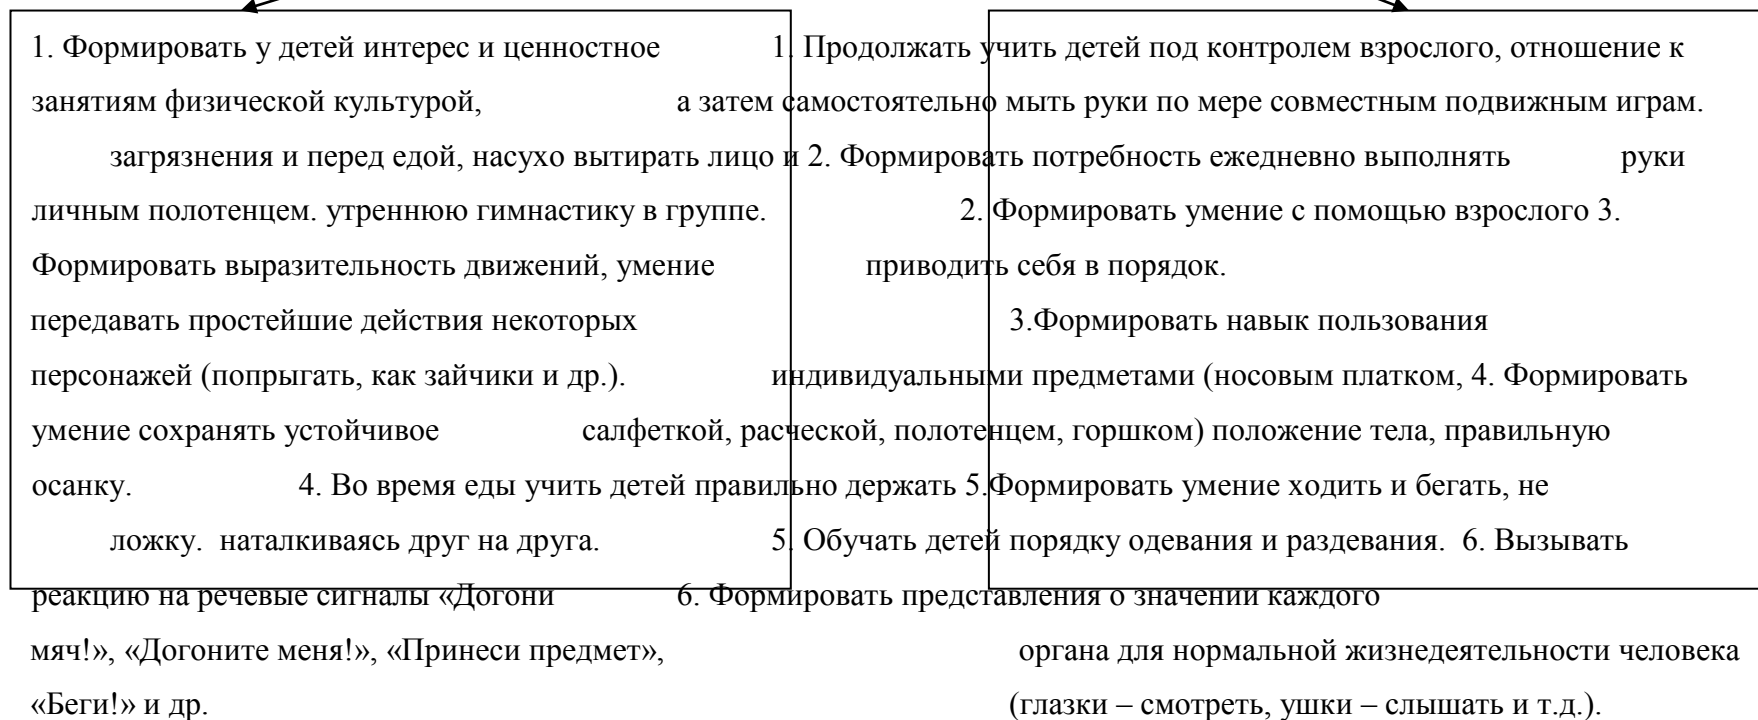 1. Формировать у детей интерес и ценностное 1. Продолжать учить детей под контролем взрослого, отношение к
занятиям физической культурой, а затем самостоятельно мыть руки по мере совместным подвижным играм.
загрязнения и перед едой, насухо вытирать лицо и 2. Формировать потребность ежедневно выполнять руки
личным полотенцем. утреннюю гимнастику в группе. 2. Формировать умение с помощью взрослого 3.
Формировать выразительность движений, умение приводить себя в порядок.
передавать простейшие действия некоторых 3.Формировать навык пользования
персонажей (попрыгать, как зайчики и др.). индивидуальными предметами (носовым платком, 4. Формировать
умение сохранять устойчивое салфеткой, расческой, полотенцем, горшком) положение тела, правильную
осанку. 4. Во время еды учить детей правильно держать 5.Формировать умение ходить и бегать, не
ложку. наталкиваясь друг на друга. 5. Обучать детей порядку одевания и раздевания. 6. Вызывать
реакцию на речевые сигналы «Догони 6. Формировать представления о значении каждого
мяч!», «Догоните меня!», «Принеси предмет», органа для нормальной жизнедеятельности человека
«Беги!» и др. (глазки – смотреть, ушки – слышать и т.д.).